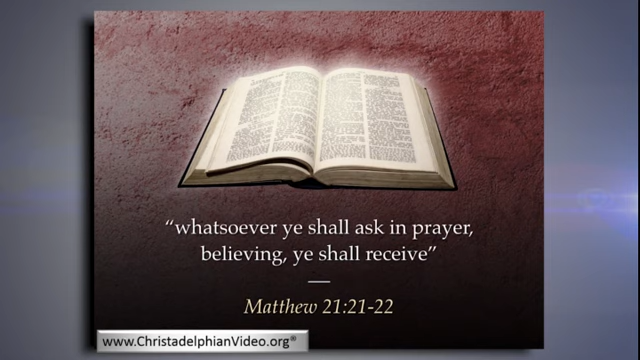 “whatsoever ye shall ask in prayer,
believing, ye shall receive”
Matthew 21:21-22
www.ChristadelphianVideo.org®